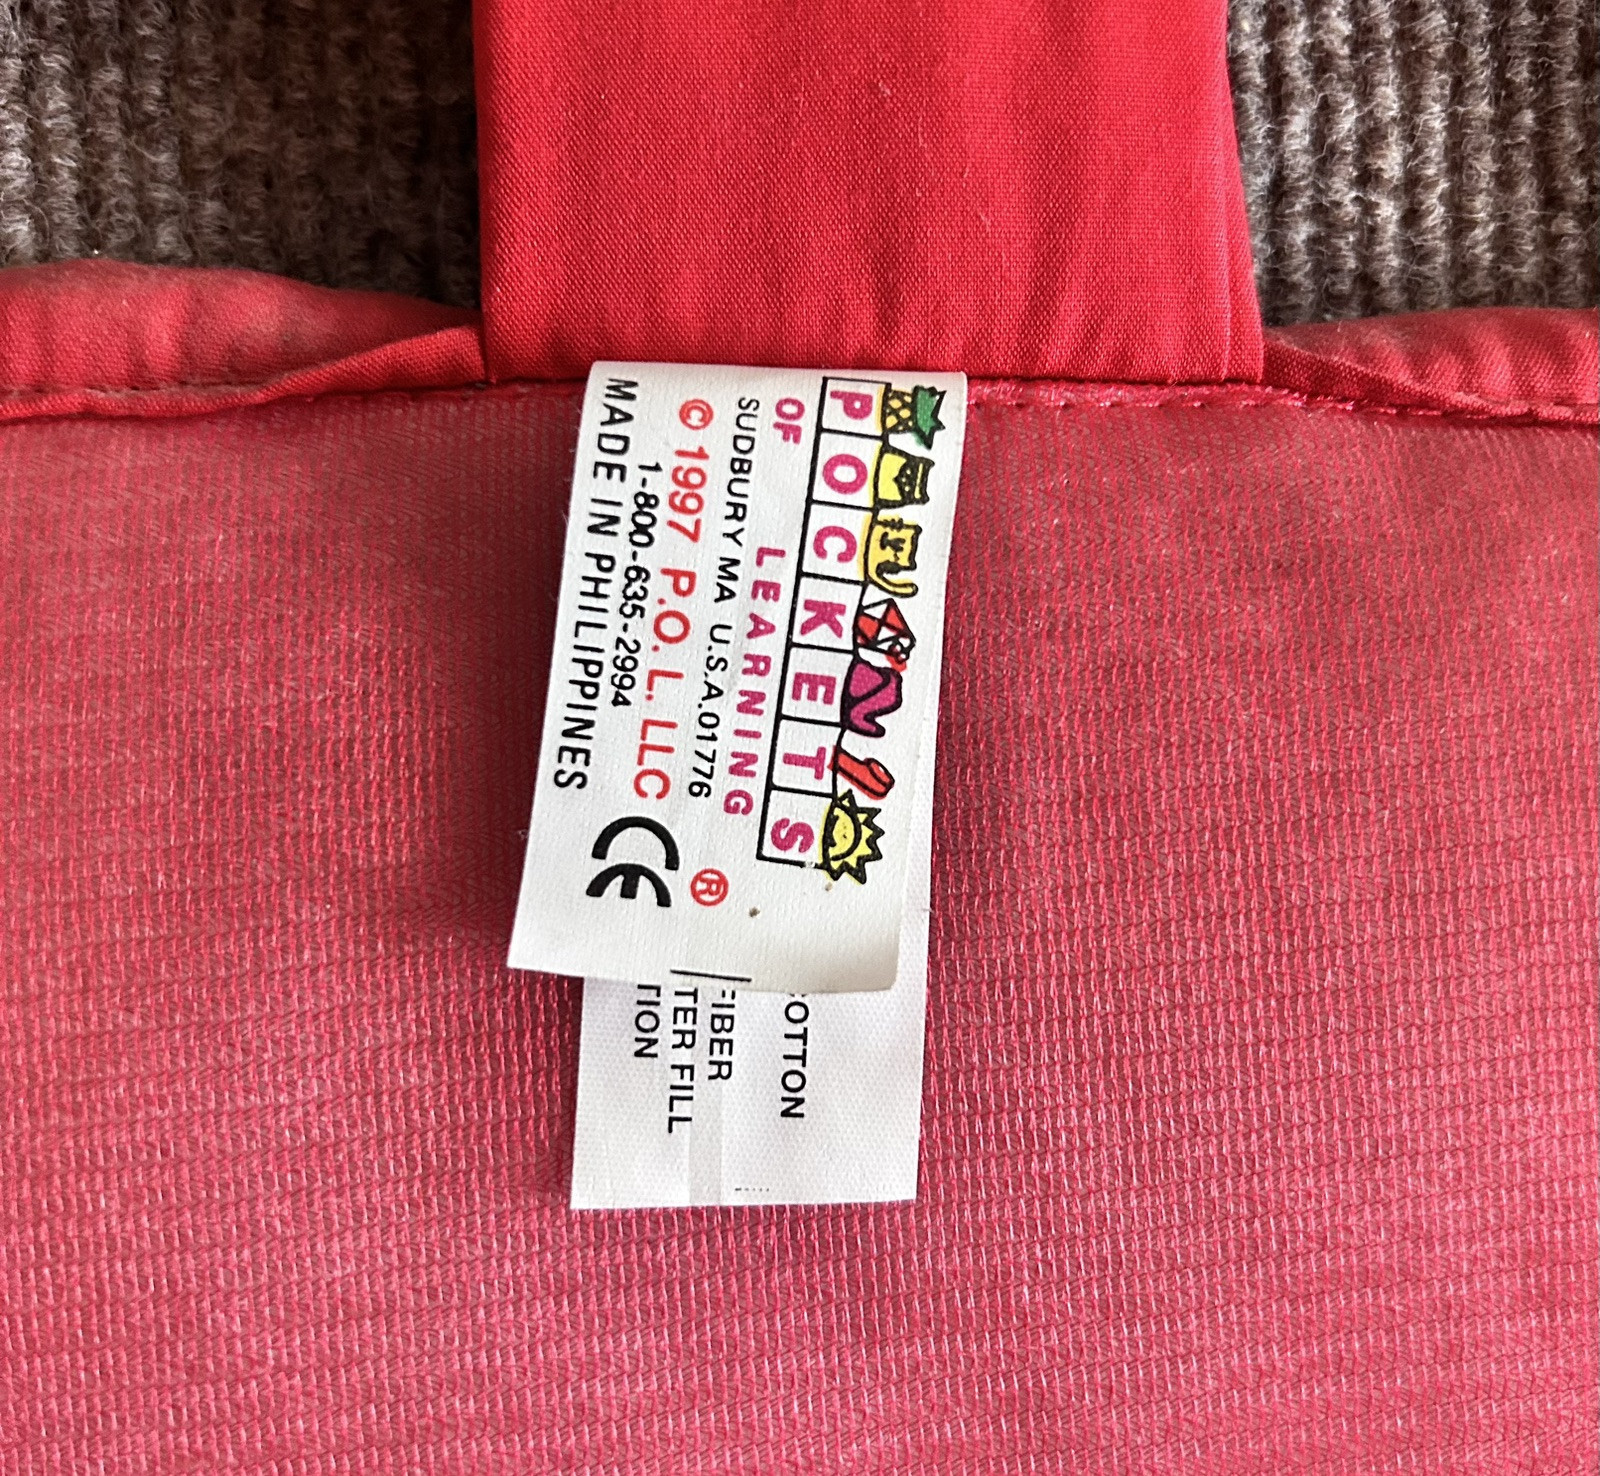 POCKETS
OF LEARNING
SUDBURY MA U.S.A.01776 ®
© 1997 P.O.L. LLC
1-800-635-2994
MADE IN PHILIPPINES
CE
OTTON
FIBER
TER FILL
TION